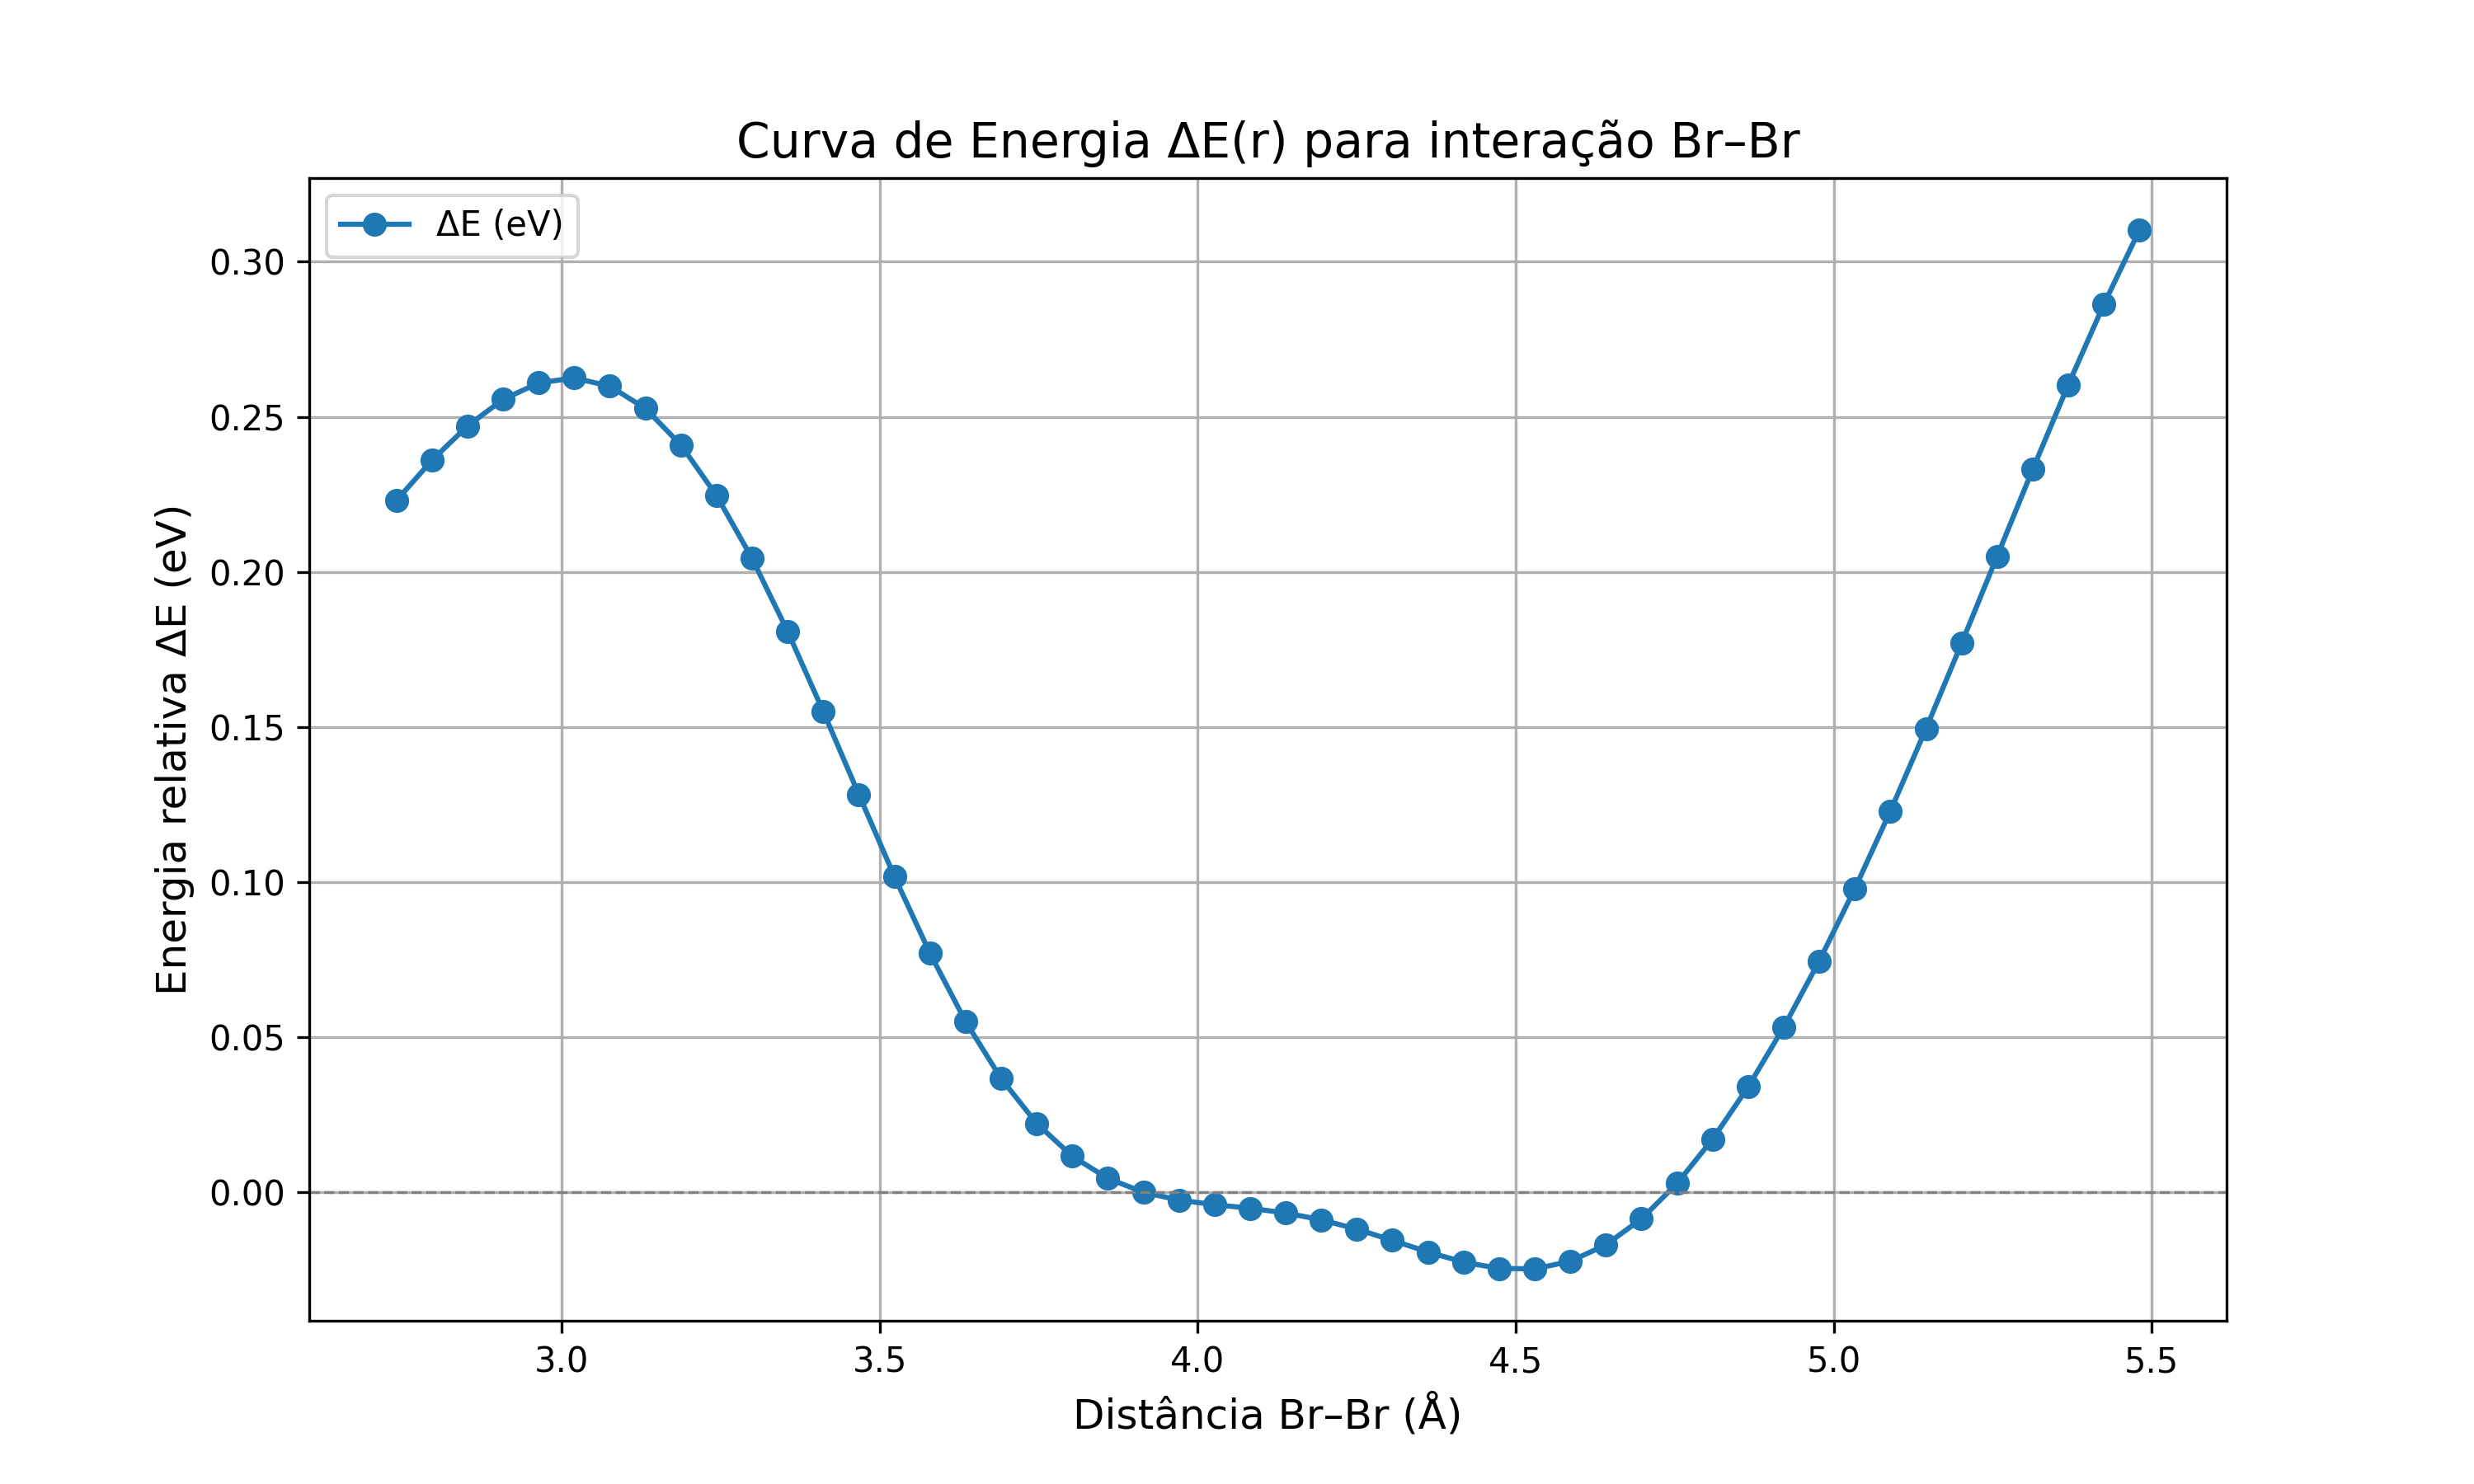 Curva de Energia ΔE(r) para interação Br–Br
ΔE (eV)
Energia relativa ΔE (eV)
0.30
0.25
0.20
0.15
0.10
0.05
0.00
3.0 3.5 4.0 4.5 5.0 5.5
Distância Br–Br (Å)